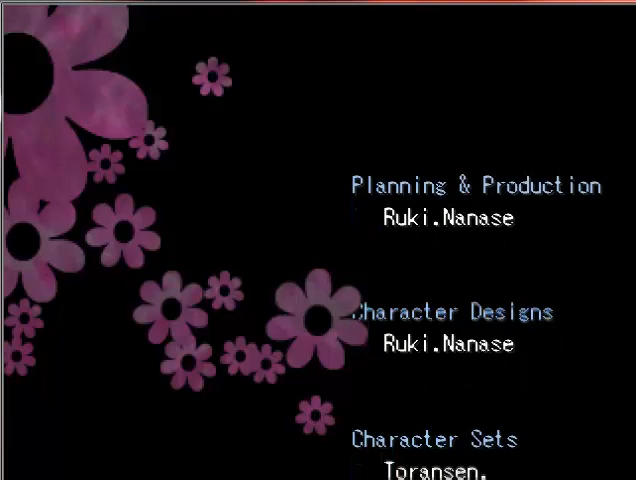 Planning & Production
Ruki.Nanase
Character Designs
Ruki.Nanase
Character Sets
Toransen.